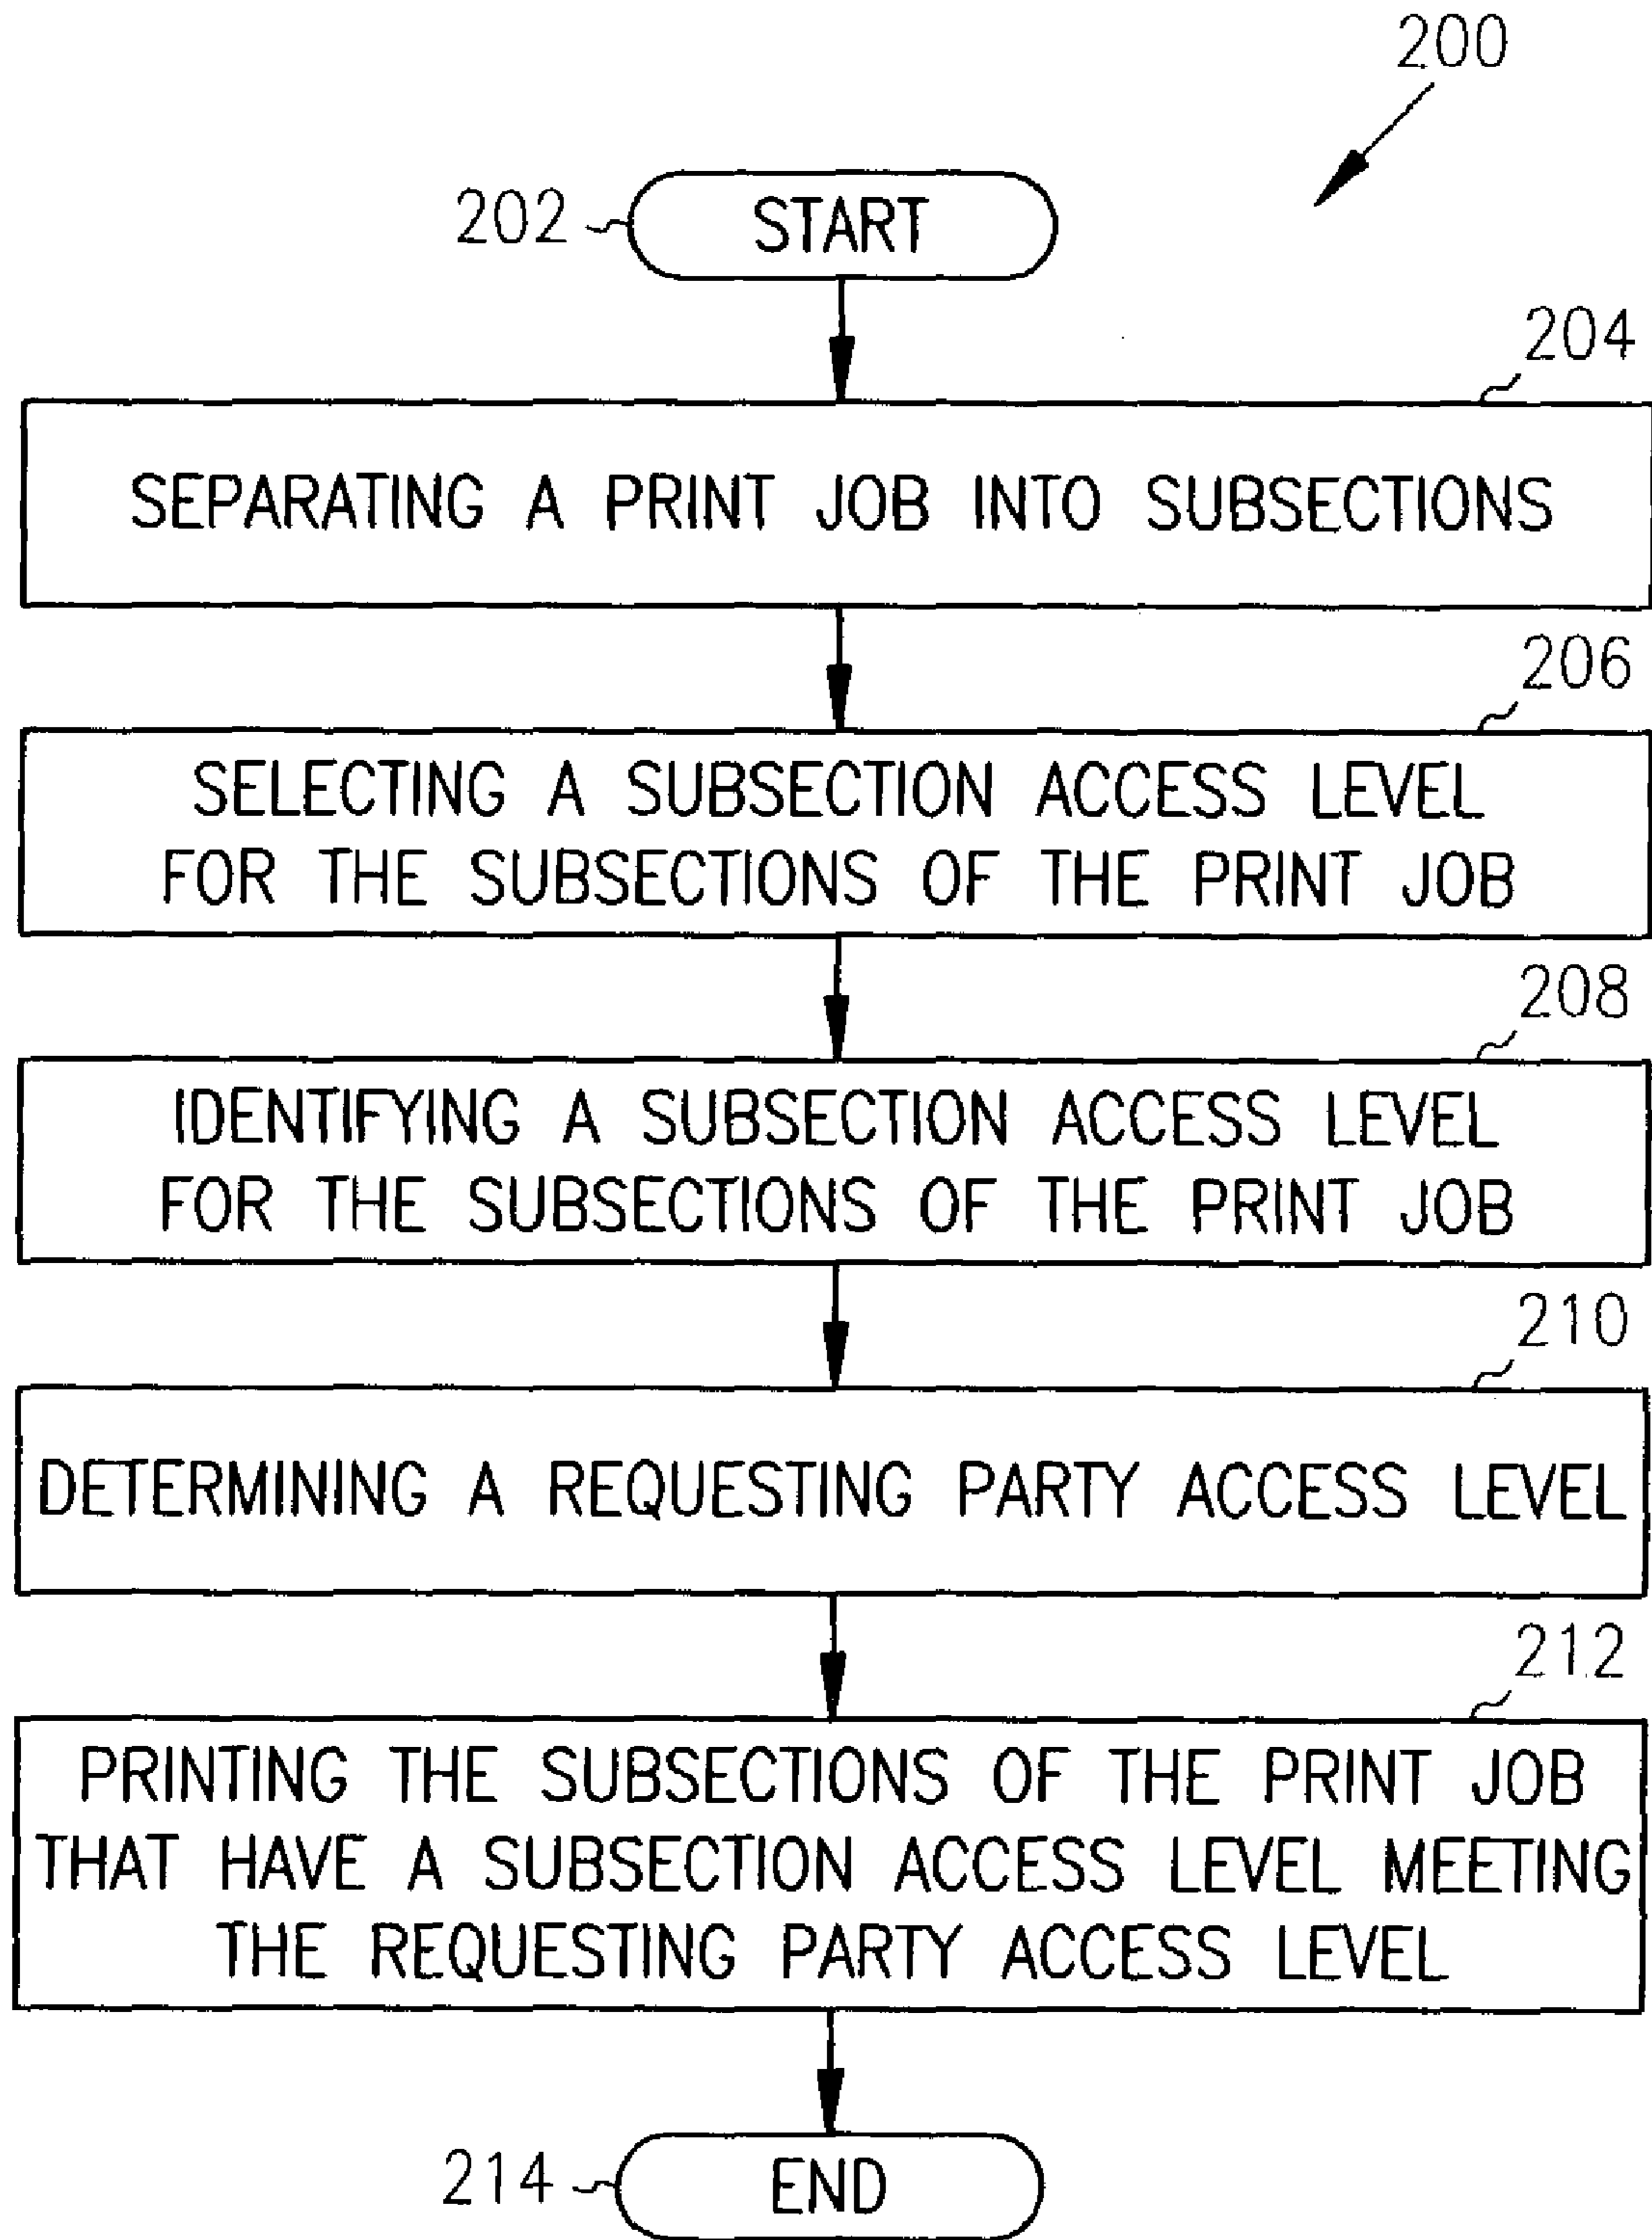 200
202
START
204
SEPARATING A PRINT JOB INTO SUBSECTIONS
206
SELECTING A SUBSECTION ACCESS LEVEL
FOR THE SUBSECTIONS OF THE PRINT JOB
208
IDENTIFYING A SUBSECTION ACCESS LEVEL
FOR THE SUBSECTIONS OF THE PRINT JOB
210
DETERMINING A REQUESTING PARTY ACCESS LEVEL
212
PRINTING THE SUBSECTIONS OF THE PRINT JOB
THAT HAVE A SUBSECTION ACCESS LEVEL MEETING
THE REQUESTING PARTY ACCESS LEVEL
214
END